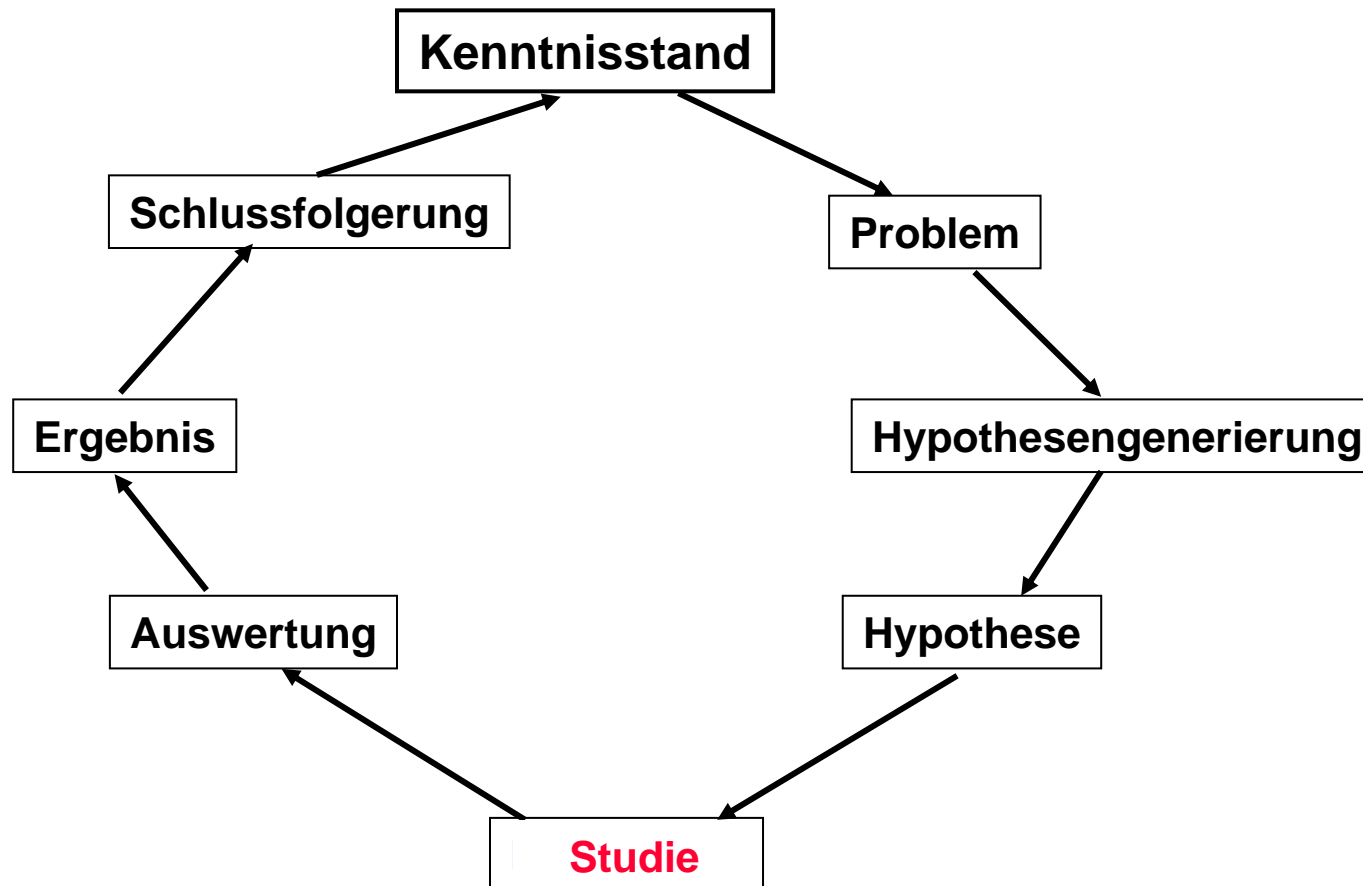 Kenntnisstand
Schlussfolgerung
Problem
Ergebnis
Hypothesengenerierung
Auswertung
Hypothese
Studie